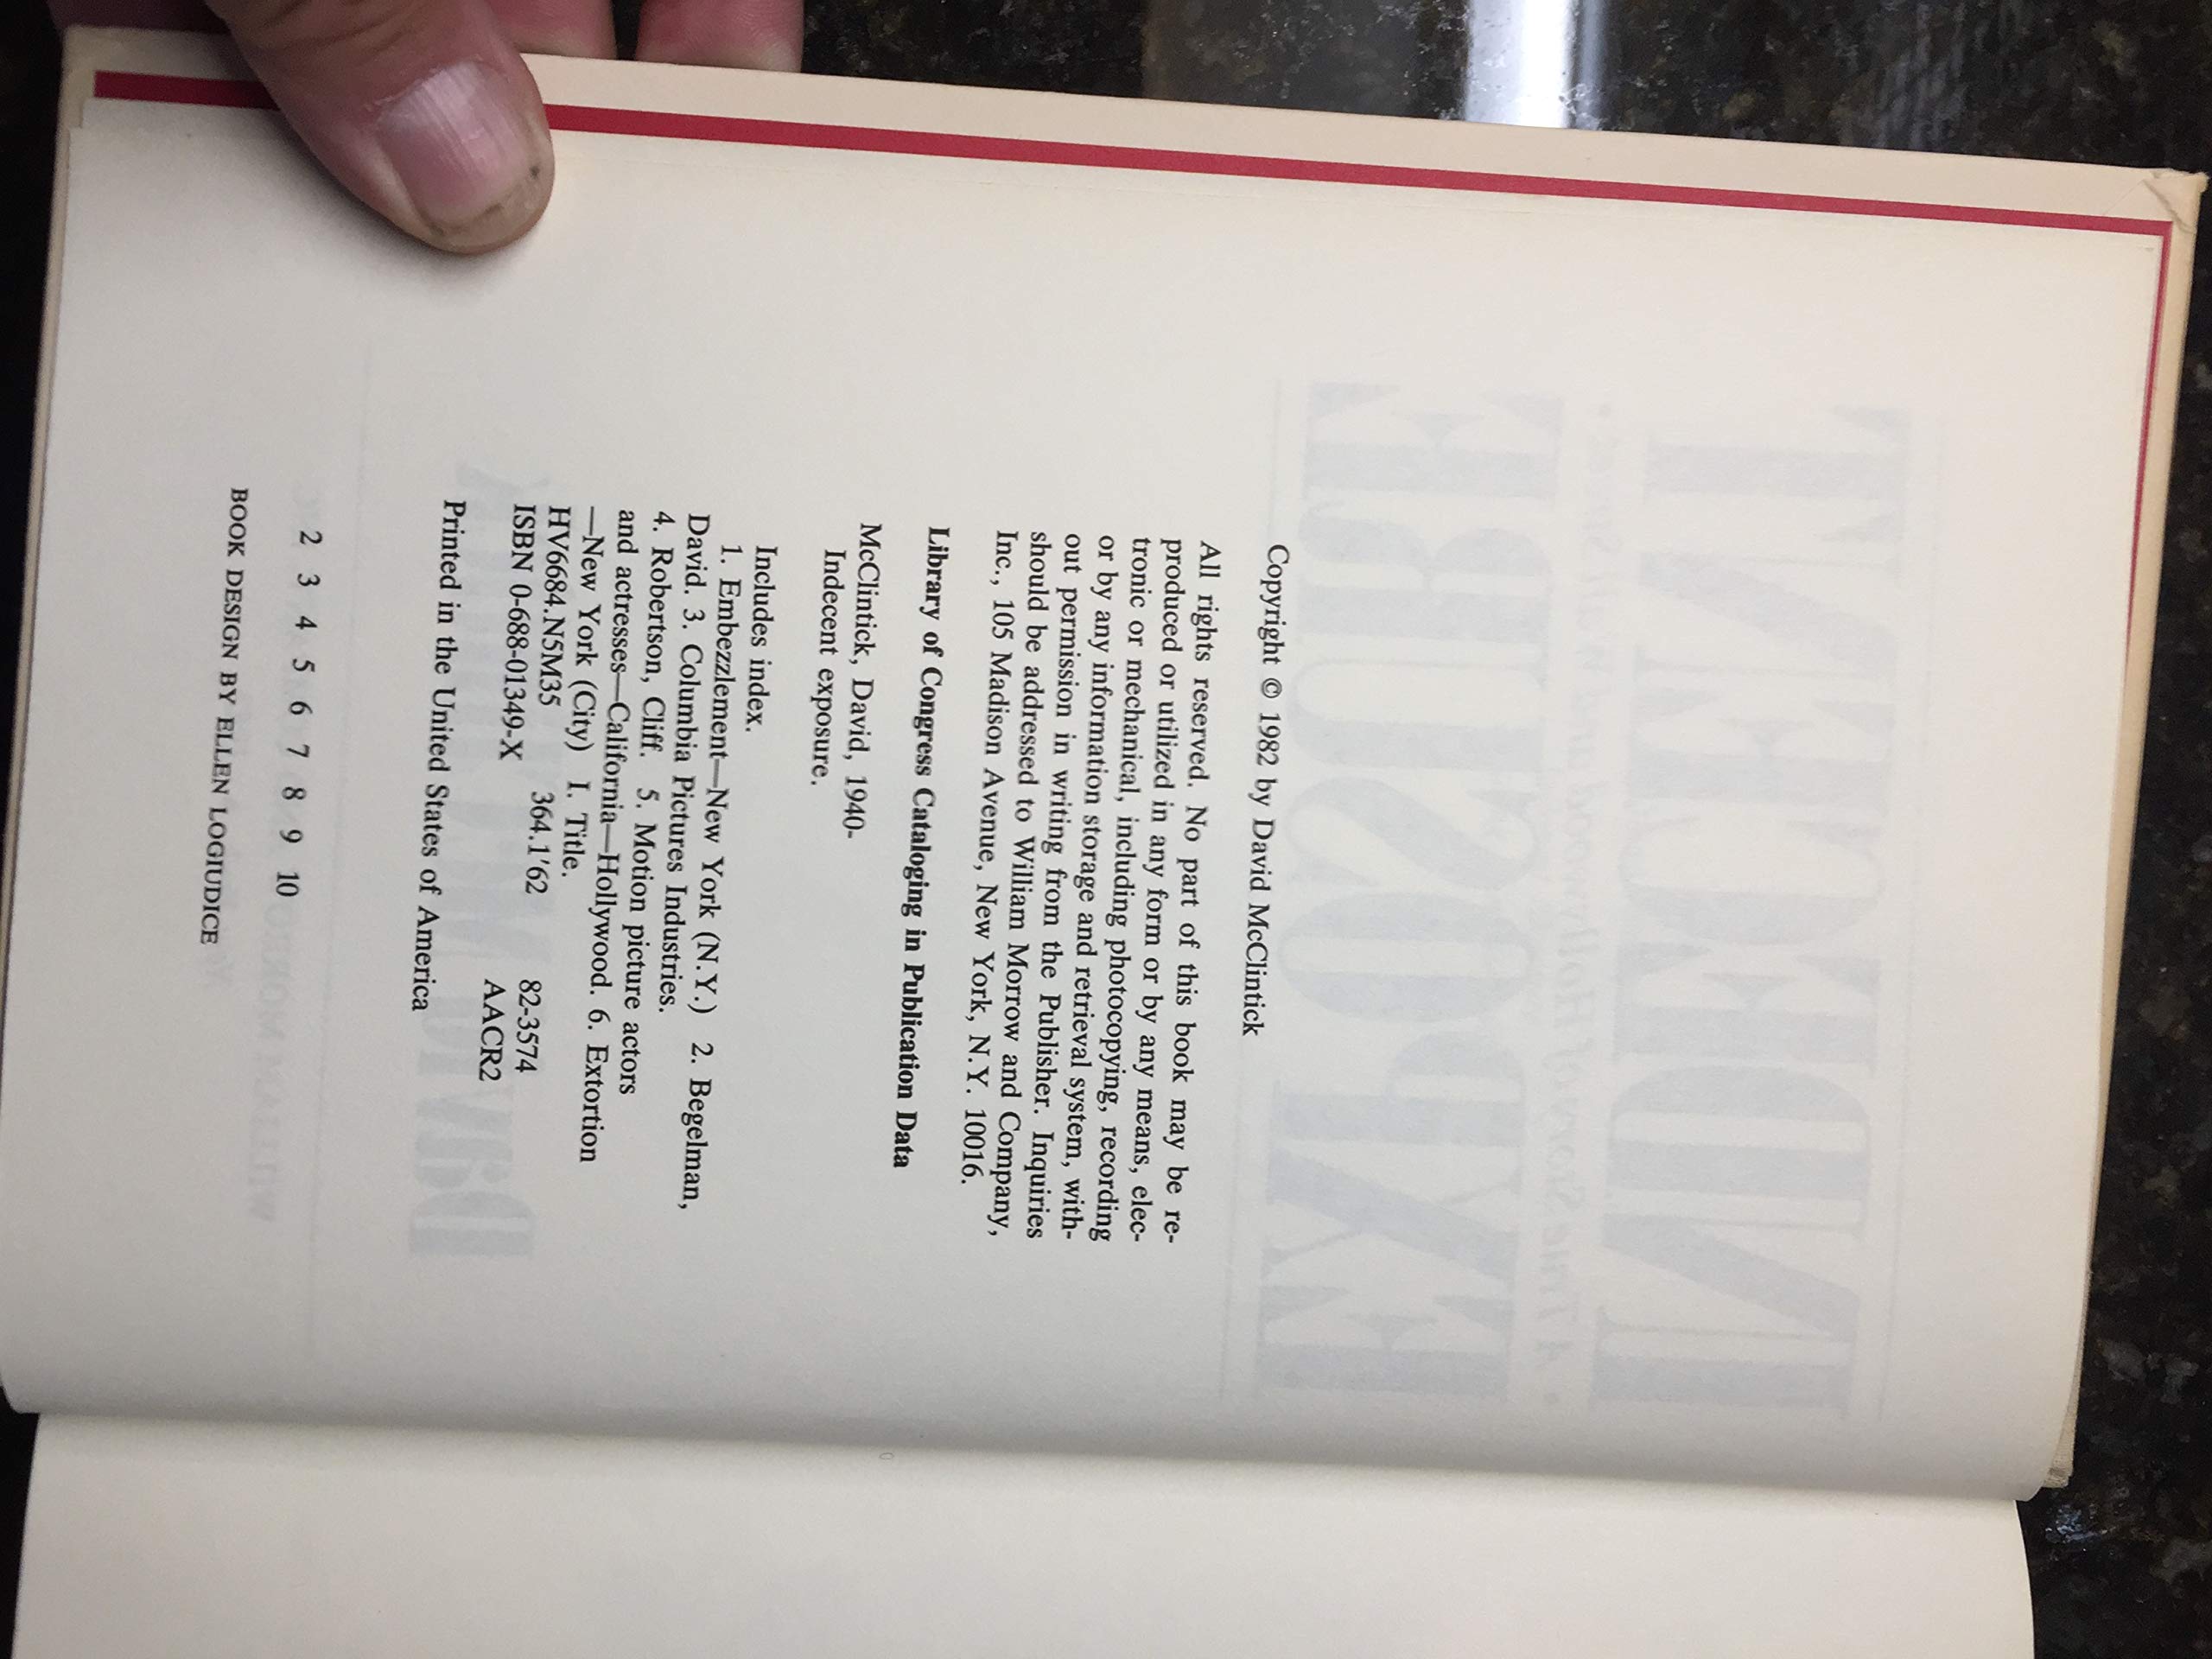 Copyright © 1982 by David McClintick
All rights reserved. No part of this book may be re-
produced or utilized in any form or by any means, elec-
tronic or mechanical, including photocopying, recording
or by any information storage and retrieval system, with-
out permission in writing from the Publisher. Inquiries
should be addressed to William Morrow and Company,
Inc., 105 Madison Avenue, New York, N.Y. 10016.
Library of Congress Cataloging in Publication Data
McClintick, David, 1940-
Indecent exposure.
Includes index.
1. Embezzlement—New York (N.Y.) 2. Begelman,
David. 3. Columbia Pictures Industries.
4. Robertson, Cliff. 5. Motion picture actors
and actresses—California—Hollywood. 6. Extortion
—New York (City) I. Title.
HV6684.N5M35 364.1'62 82-3574
ISBN 0-688-01349-X AACR2
Printed in the United States of America
2 3 4 5 6 7 8 9 10
BOOK DESIGN BY ELLEN LOGIUDICE